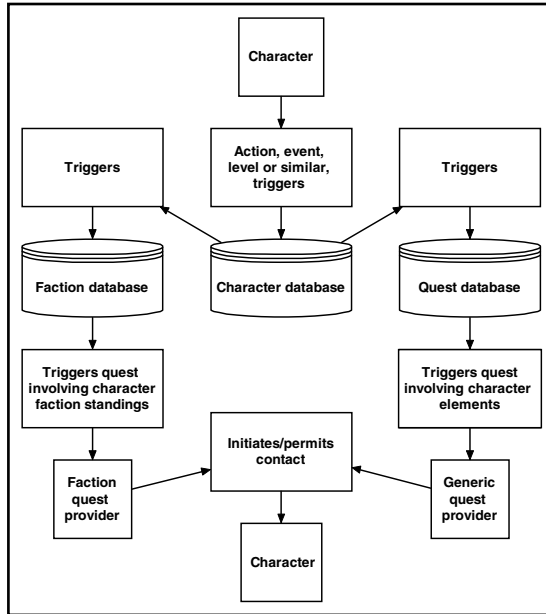 Character
Triggers
Action, event,
level or similar,
triggers
Triggers
Faction database
Character database
Quest database
Triggers quest
involving character
faction standings
Triggers quest
involving character
elements
Initiates/permits
contact
Faction
quest
provider
Generic
quest
provider
Character